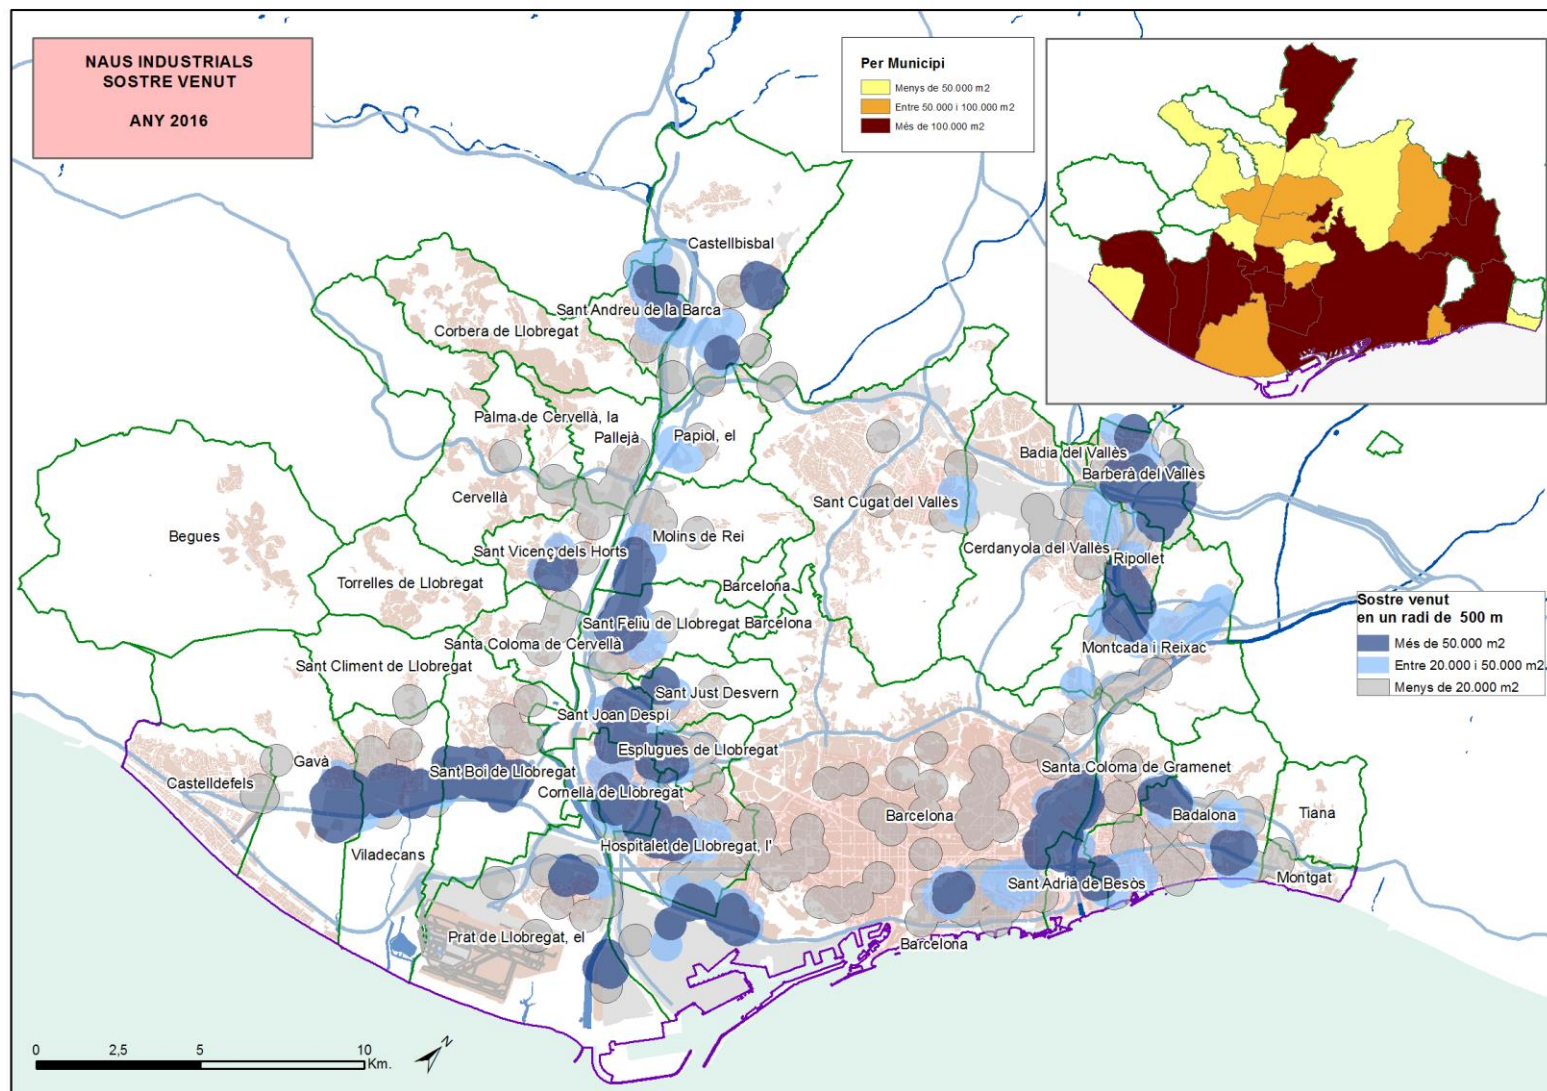 NAUS INDUSTRIALS
SOSTRE VENUT
ANY 2016
Per Municipi
Menys de 50.000 m2
Entre 50.000 i 100.000 m2
Més de 100.000 m2
Castellbisbal
Sant Andreu de la Barca
Corbera de Llobregat
Palma de Cervellà, la
Pallejà
Papiol, el
Badia del Vallès
Barberà del Vallès
Cervellà
Sant Cugat del Vallès
Begues
Molins de Rei
Sant Vicenç dels Horts
Cerdanyola del Vallès
Ripollet
Torrelles de Llobregat
Barcelona
Sostre venut
en un radi de 500 m
Més de 50.000 m2
Entre 20.000 i 50.000 m2
Menys de 20.000 m2
Sant Feliu de Llobregat
Barcelona
Santa Coloma de Cervellà
Montcada i Reixac
Sant Climent de Llobregat
Sant Just Desvern
Sant Joan Despí
Esplugues de Llobregat
Gavà
Sant Boi de Llobregat
Santa Coloma de Gramenet
Castelldefels
Cornellà de Llobregat
Barcelona
Badalona
Tiana
Hospitalet de Llobregat, l'
Viladecans
Sant Adrià de Besòs
Montgat
Prat de Llobregat, el
Barcelona
0 2,5 5 10
Km.
N